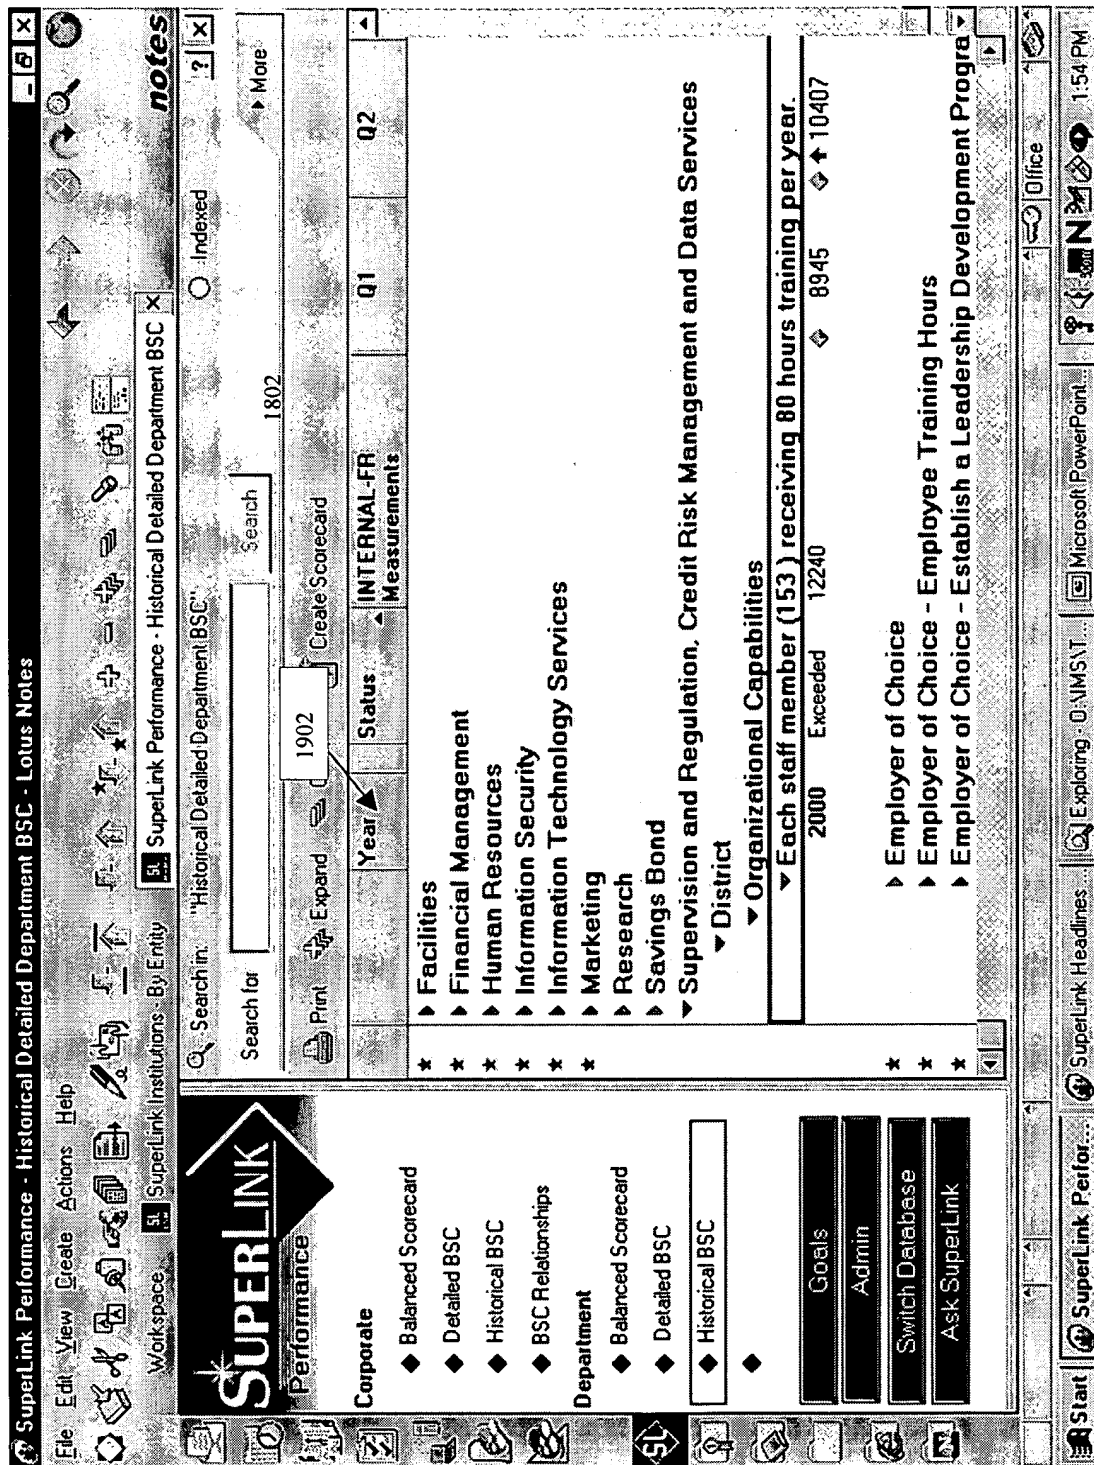 SuperLink Performance - Historical Detailed Department BSC - Lotus Notes
File Edit View Create Actions Help
notes
Workspace
SL SuperLink Institutions - By Entity
SL SuperLink Performance - Historical Detailed Department BSC
SUPERLINK
Performance
Corporate
Balanced Scorecard
Detailed BSC
Historical BSC
BSC Relationships
Department
Balanced Scorecard
Detailed BSC
Historical BSC
Goals
Admin
Switch Database
Ask SuperLink
Search in: "Historical Detailed Department BSC"
Indexed
Search for
Search
More
1802
Print
Expand
Create Scorecard
1902
Year Status INTERNAL-FR Measurements Q1 Q2
* Facilities
* Financial Management
* Human Resources
* Information Security
* Information Technology Services
* Marketing
Research
Savings Bond
Supervision and Regulation, Credit Risk Management and Data Services
District
Organizational Capabilities
Each staff member (153 ) receiving 80 hours training per year.
2000 Exceeded 12240 8945 10407
* Employer of Choice
* Employer of Choice - Employee Training Hours
* Employer of Choice - Establish a Leadership Development Progra
Office
Start
SuperLink Perfor...
SuperLink Headlines ...
Exploring - D:\IMS\T...
Microsoft PowerPoint...
1:54 PM